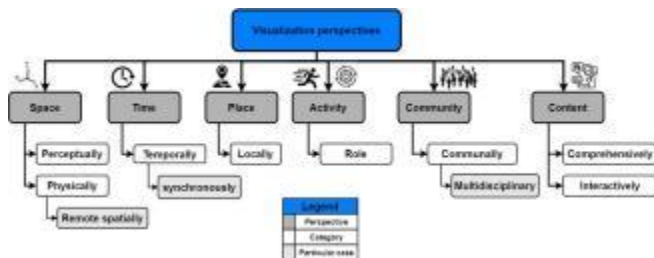 Visualization perspectives
Space
Time
Place
Activity
Community
Content
Perceptually
Temporally
Locally
Role
Communally
Comprehensively
Physically
synchronously
Multidisciplinary
Interactively
Remote spatially
Legend
Perspective
Category
Particular case